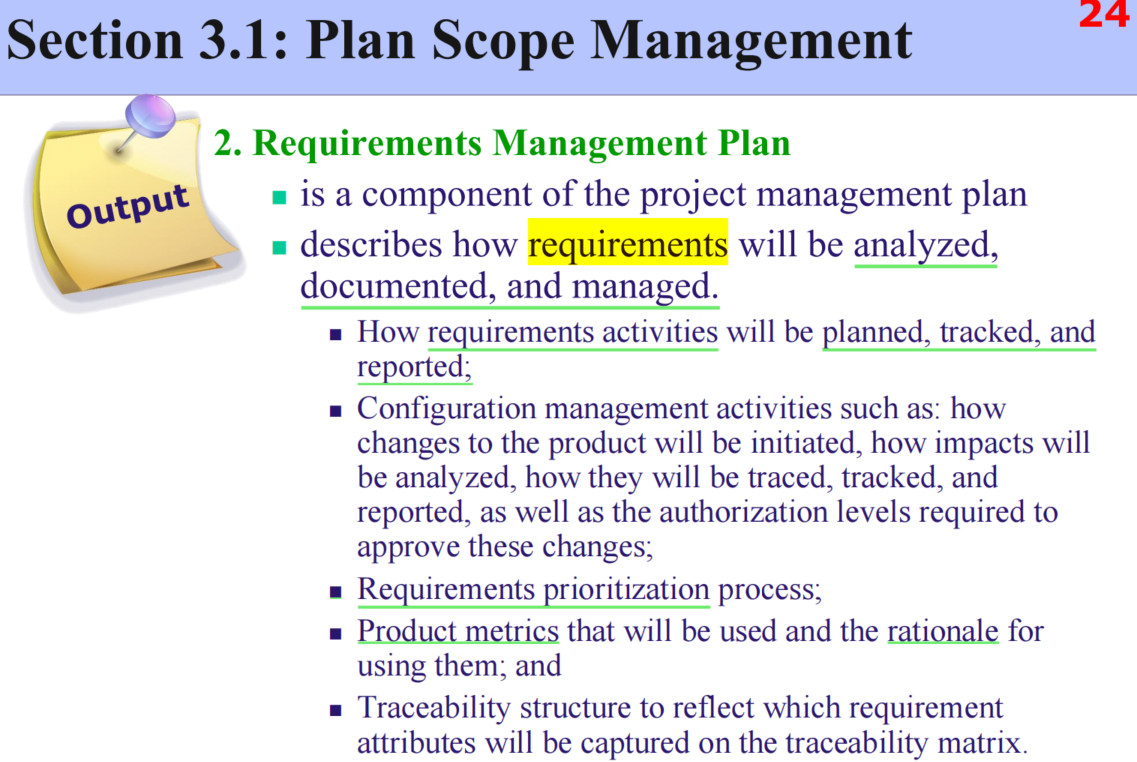 24
Section 3.1: Plan Scope Management
Output
2. Requirements Management Plan
is a component of the project management plan
describes how requirements will be analyzed,
documented, and managed.
How requirements activities will be planned, tracked, and
reported;
Configuration management activities such as: how
changes to the product will be initiated, how impacts will
be analyzed, how they will be traced, tracked, and
reported, as well as the authorization levels required to
approve these changes;
Requirements prioritization process;
Product metrics that will be used and the rationale for
using them; and
Traceability structure to reflect which requirement
attributes will be captured on the traceability matrix.